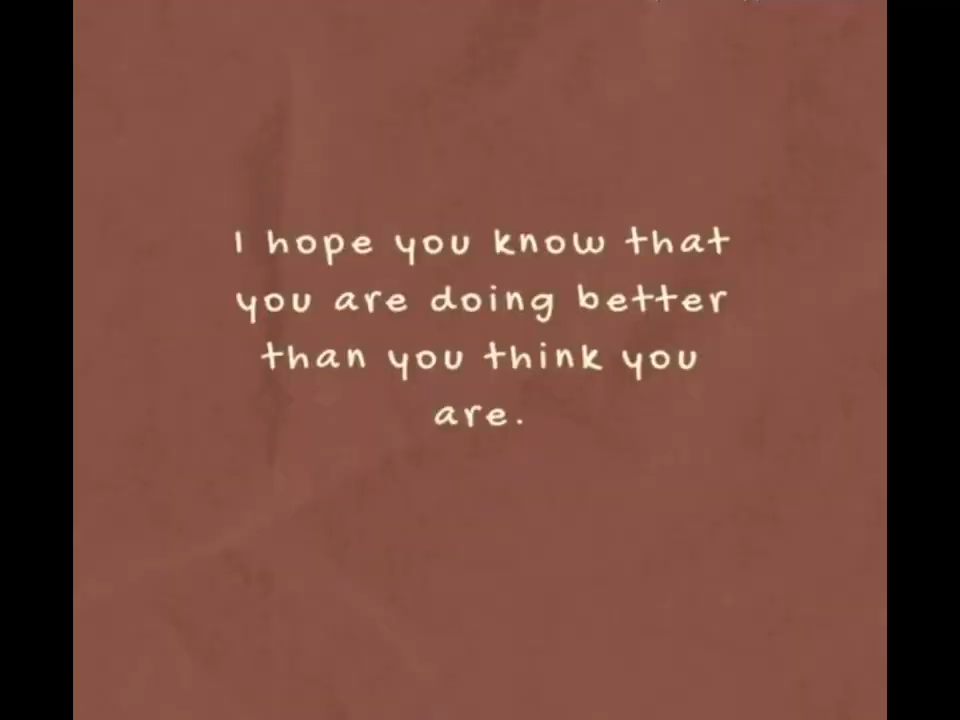 I hope you know that
you are doing better
than you think you
are.